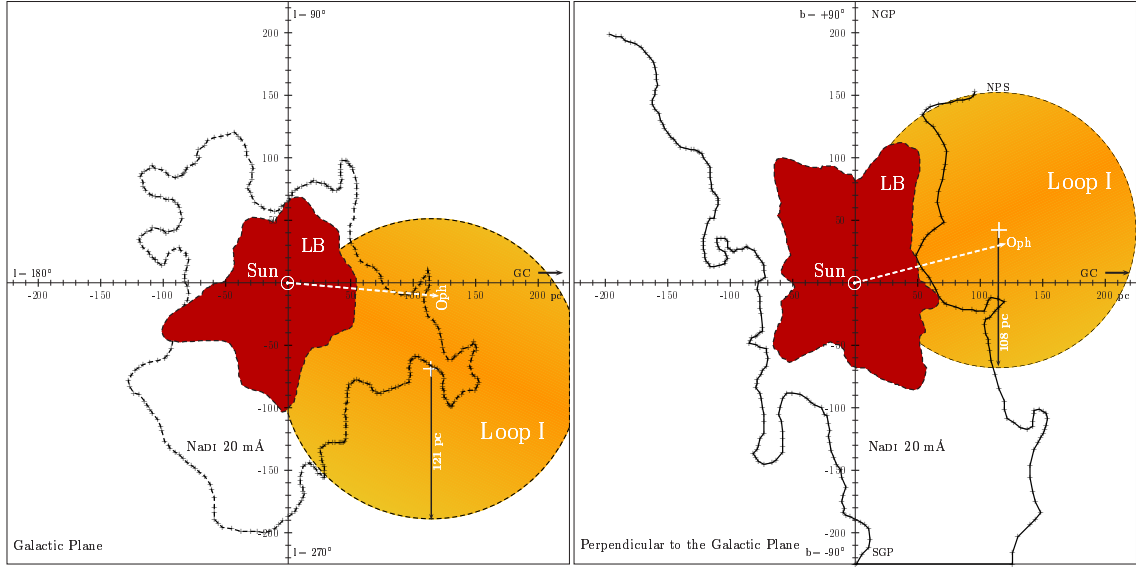 l= 90°
200
150
100
50
LB
Sun
l= 180°
GC
-200 -150 -100 50 100 150 200 pc
Oph
-50
-100
-150
-200
121 pc
Loop I
NaDI 20 mÅ
Galactic Plane
l= 270°
b= +90°
NGP
200
150
100
50
NPS
LB
Loop I
Sun
Oph
GC
-200 -150 -100 50 100 150 200 pc
-50
-100
-150
-200
108 pc
NaDI 20 mÅ
Perpendicular to the Galactic Plane
b= -90°
SGP